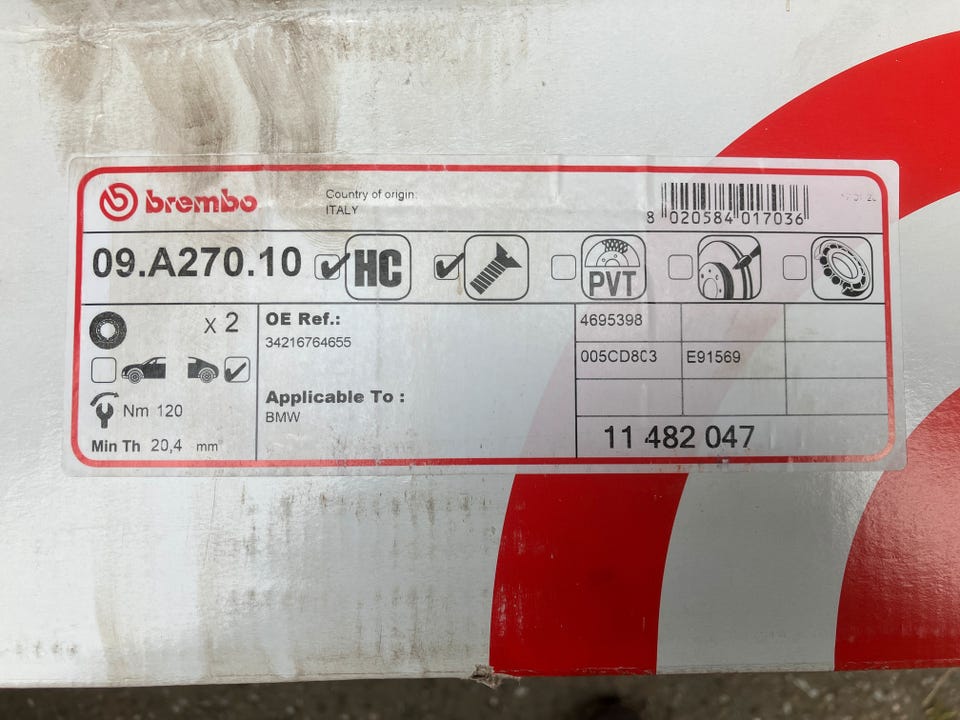 brembo
Country of origin:
ITALY
8 020584 017036
09.A270.10
HC
PVT
x 2
OE Ref.:
34216764655
Nm 120
Applicable To :
BMW
Min Th 20,4 mm
4695398
005CD803 E91569
11 482 047